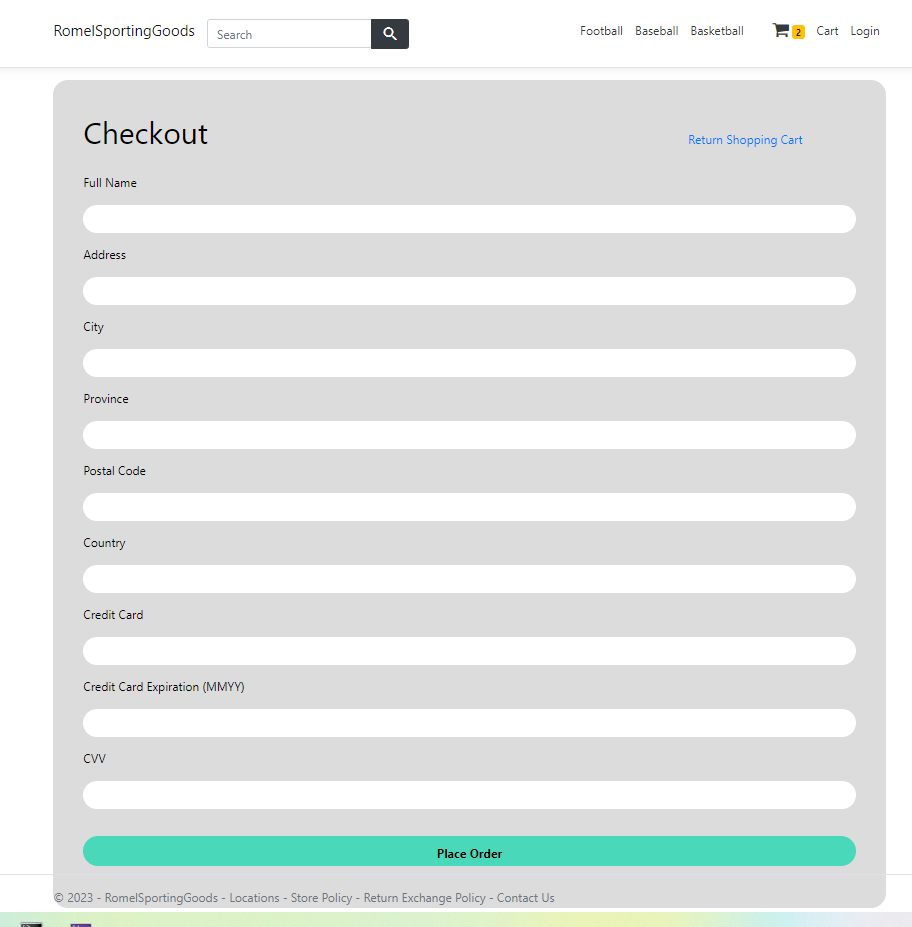 RomelSportingGoods Search Football Baseball Basketball 2 Cart Login
Checkout
Return Shopping Cart
Full Name
Address
City
Province
Postal Code
Country
Credit Card
Credit Card Expiration (MMYY)
CVV
Place Order
© 2023 - RomelSportingGoods - Locations - Store Policy - Return Exchange Policy - Contact Us